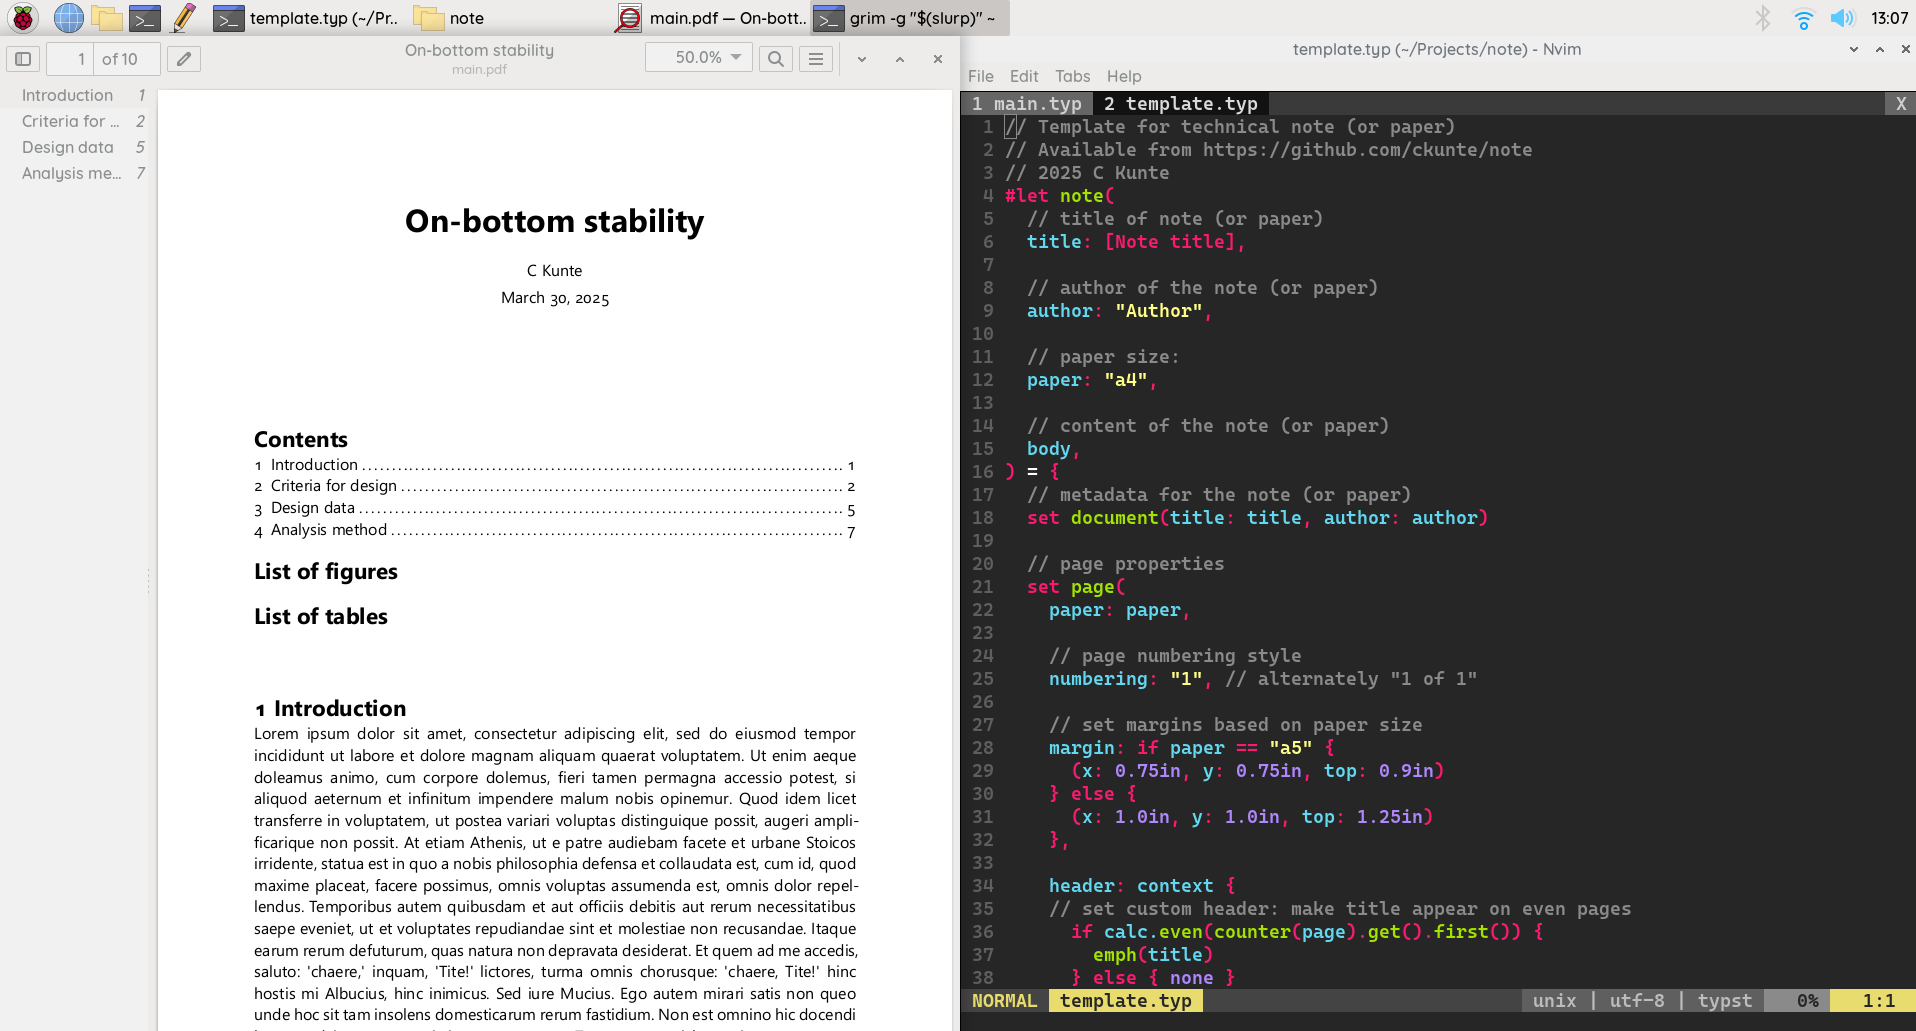 template.typ (~/Pr..
note
main.pdf — On-bott..
grim -g "$(slurp)" ~
13:07
1 of 10
On-bottom stability
main.pdf
50.0%
Introduction 1
Criteria for ... 2
Design data 5
Analysis me... 7
On-bottom stability
C Kunte
March 30, 2025
Contents
1 Introduction ........................................................................ 1
2 Criteria for design ........................................................................ 2
3 Design data ........................................................................ 5
4 Analysis method ........................................................................ 7
List of figures
List of tables
1 Introduction
Lorem ipsum dolor sit amet, consectetur adipiscing elit, sed do eiusmod tempor
incididunt ut labore et dolore magnam aliquam quaerat voluptatem. Ut enim aeque
doleamus animo, cum corpore dolemus, fieri tamen permagna accessio potest, si
aliquod aeternum et infinitum impendere malum nobis opinemur. Quod idem licet
transferre in voluptatem, ut postea variari voluptas distinguique possit, augeri ampli-
ficarique non possit. At etiam Athenis, ut e patre audiebam facete et urbane Stoicos
irridente, statua est in quo a nobis philosophia defensa et collaudata est, cum id, quod
maxime placeat, facere possimus, omnis voluptas assumenda est, omnis dolor repel-
lendus. Temporibus autem quibusdam et aut officiis debitis aut rerum necessitatibus
saepe eveniet, ut et voluptates repudiandae sint et molestiae non recusandae. Itaque
earum rerum defuturum, quas natura non depravata desiderat. Et quem ad me accedis,
saluto: 'chaere,' inquam, 'Tite!' lictores, turma omnis chorusque: 'chaere, Tite!' hinc
hostis mi Albucius, hinc inimicus. Sed iure Mucius. Ego autem mirari satis non queo
unde hoc sit tam insolens domesticarum rerum fastidium. Non est omnino hic docendi
template.typ (~/Projects/note) - Nvim
File Edit Tabs Help
1 main.typ 2 template.typ X
1 // Template for technical note (or paper)
2 // Available from https://github.com/ckunte/note
3 // 2025 C Kunte
4 #let note(
5 // title of note (or paper)
6 title: [Note title],
7
8 // author of the note (or paper)
9 author: "Author",
10
11 // paper size:
12 paper: "a4",
13
14 // content of the note (or paper)
15 body,
16 ) = {
17 // metadata for the note (or paper)
18 set document(title: title, author: author)
19
20 // page properties
21 set page(
22 paper: paper,
23
24 // page numbering style
25 numbering: "1", // alternately "1 of 1"
26
27 // set margins based on paper size
28 margin: if paper == "a5" {
29 (x: 0.75in, y: 0.75in, top: 0.9in)
30 } else {
31 (x: 1.0in, y: 1.0in, top: 1.25in)
32 },
33
34 header: context {
35 // set custom header: make title appear on even pages
36 if calc.even(counter(page).get().first()) {
37 emph(title)
38 } else { none }
NORMAL template.typ unix | utf-8 | typst 0% 1:1